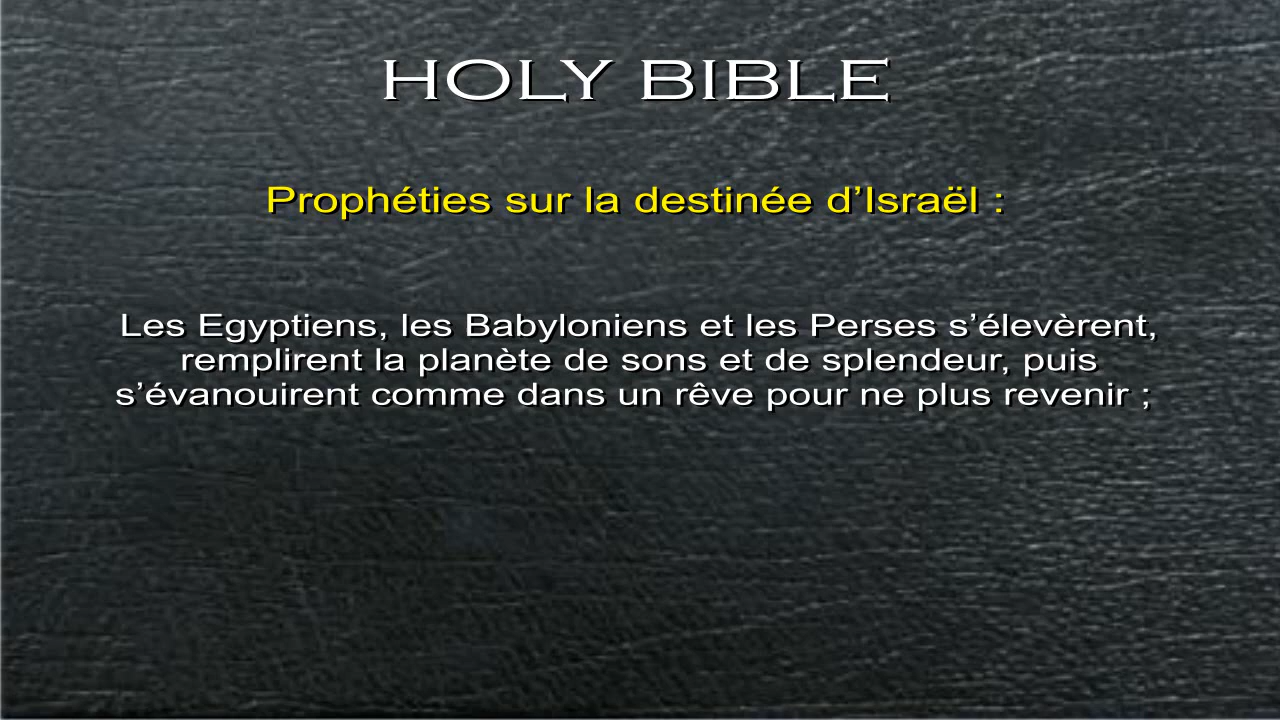 HOLY BIBLE
Prophéties sur la destinée d’Israël :
Les Egyptiens, les Babyloniens et les Perses s’élevèrent,
remplirent la planète de sons et de splendeur, puis
s’évanouirent comme dans un rêve pour ne plus revenir ;